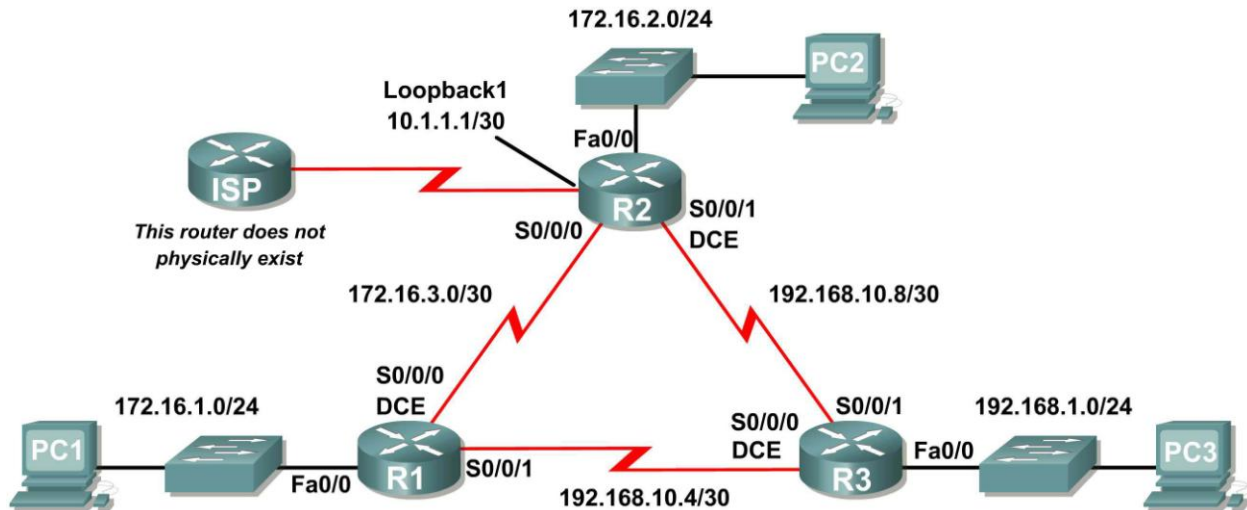 172.16.2.0/24
PC2
Loopback1
10.1.1.1/30
Fa0/0
ISP
R2
S0/0/1
DCE
S0/0/0
This router does not
physically exist
172.16.3.0/30
192.168.10.8/30
S0/0/0
DCE
172.16.1.0/24
S0/0/1
192.168.1.0/24
S0/0/0
DCE
PC1
R1
S0/0/1
R3
Fa0/0
PC3
Fa0/0
192.168.10.4/30